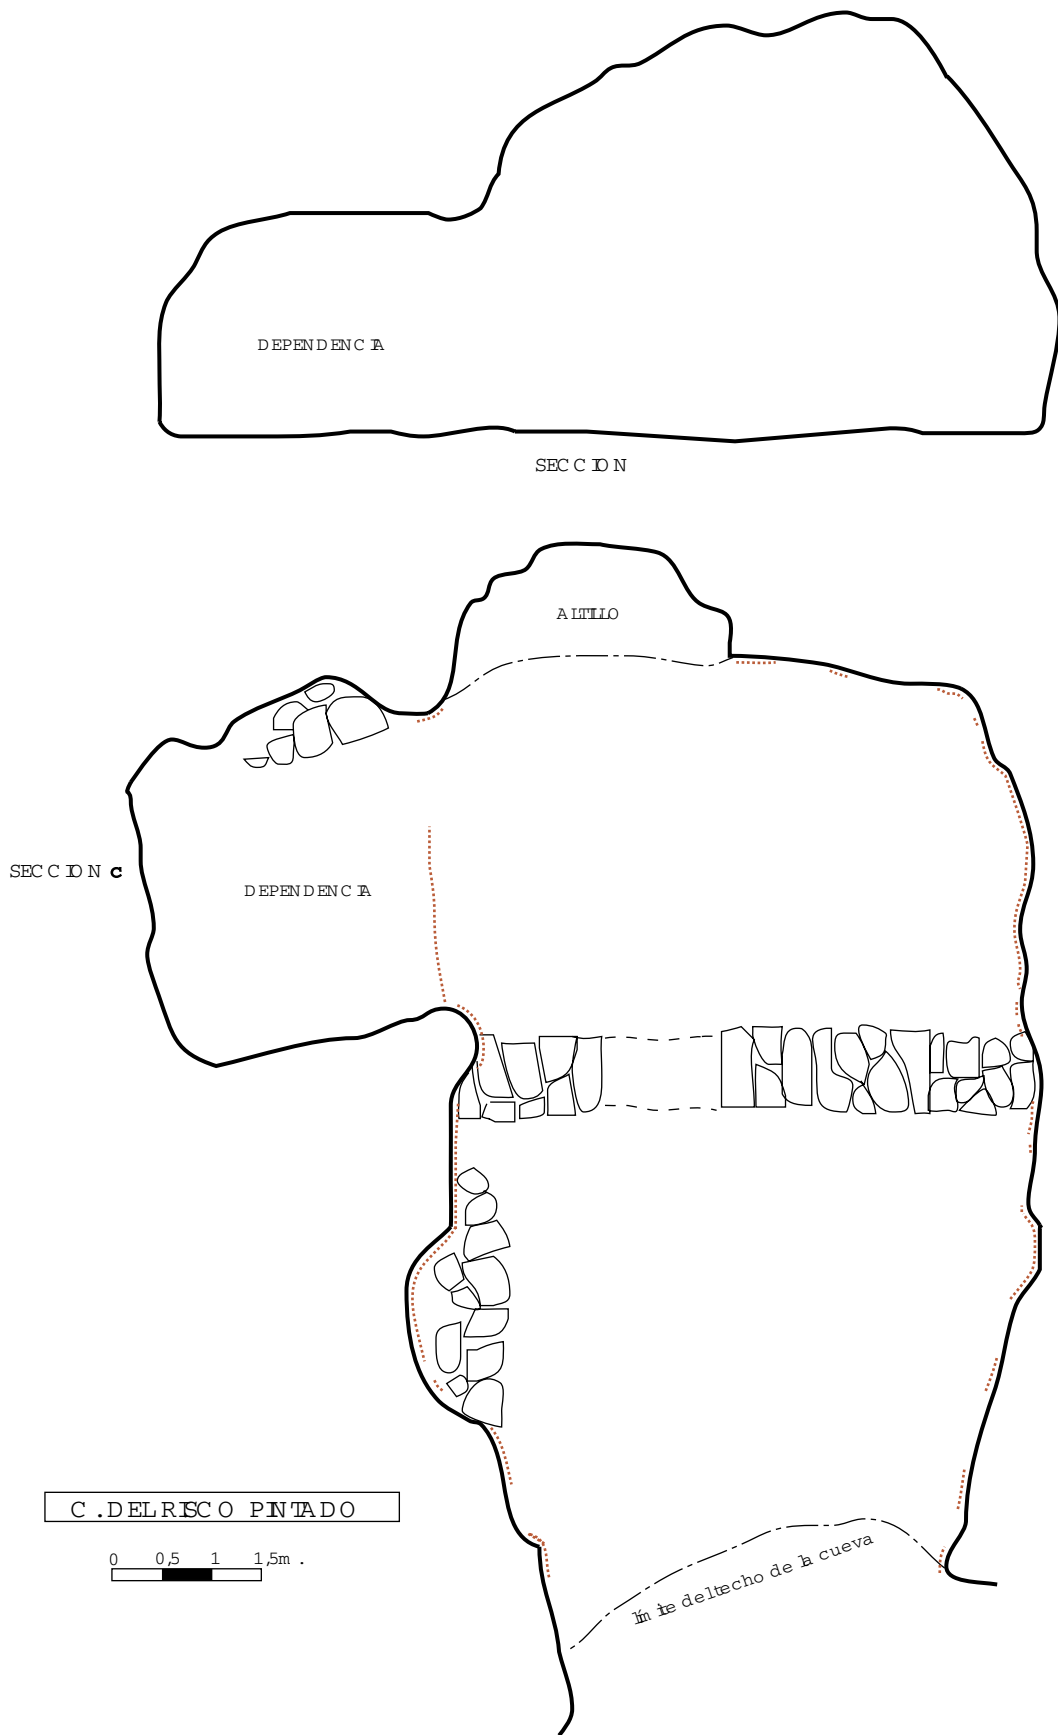 DEPENDENCIA
SECCION
ALTILLO
SECCION C
DEPENDENCIA
C. DEL RISCO PINTADO
0 0,5 1 1,5 m.
límite del techo de la cueva